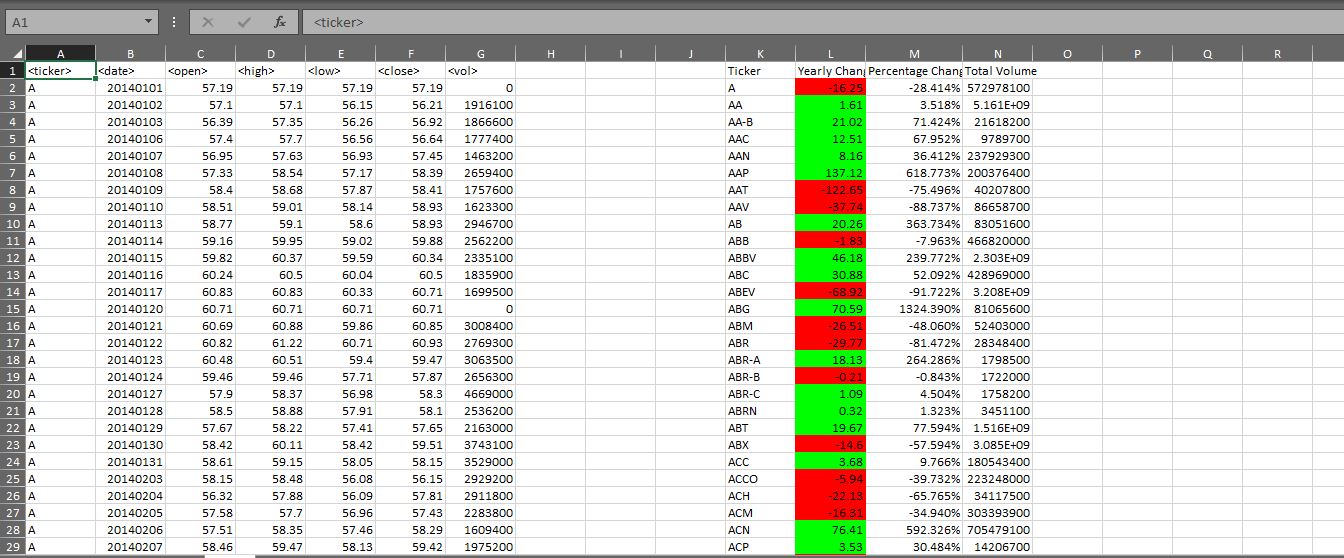 A1 fx <ticker>
A B C D E F G H I J K L M N O P Q R
1 <ticker> <date> <open> <high> <low> <close> <vol> Ticker Yearly Chang Percentage Chang Total Volume
2 A 20140101 57.19 57.19 57.19 57.19 0 A -16.25 -28.414% 572978100
3 A 20140102 57.1 57.1 56.15 56.21 1916100 AA 1.61 3.518% 5.161E+09
4 A 20140103 56.39 57.35 56.26 56.92 1866600 AA-B 21.02 71.424% 21618200
5 A 20140106 57.4 57.7 56.56 56.64 1777400 AAC 12.51 67.952% 9789700
6 A 20140107 56.95 57.63 56.93 57.45 1463200 AAN 8.16 36.412% 237929300
7 A 20140108 57.33 58.54 57.17 58.39 2659400 AAP 137.12 618.773% 200376400
8 A 20140109 58.4 58.68 57.87 58.41 1757600 AAT -122.65 -75.496% 40207800
9 A 20140110 58.51 59.01 58.14 58.93 1623300 AAV -37.74 -88.737% 86658700
10 A 20140113 58.77 59.1 58.6 58.93 2946700 AB 20.26 363.734% 83051600
11 A 20140114 59.16 59.95 59.02 59.88 2562200 ABB -1.83 -7.963% 466820000
12 A 20140115 59.82 60.37 59.59 60.34 2335100 ABBV 46.18 239.772% 2.303E+09
13 A 20140116 60.24 60.5 60.04 60.5 1835900 ABC 30.88 52.092% 428969000
14 A 20140117 60.83 60.83 60.33 60.71 1699500 ABEV -68.92 -91.722% 3.208E+09
15 A 20140120 60.71 60.71 60.71 60.71 0 ABG 70.59 1324.390% 81065600
16 A 20140121 60.69 60.88 59.86 60.85 3008400 ABM -26.51 -48.060% 52403000
17 A 20140122 60.82 61.22 60.71 60.93 2769300 ABR -29.77 -81.472% 28348400
18 A 20140123 60.48 60.51 59.4 59.47 3063500 ABR-A 18.13 264.286% 1798500
19 A 20140124 59.46 59.46 57.71 57.87 2656300 ABR-B -0.21 -0.843% 1722000
20 A 20140127 57.9 58.37 56.98 58.3 4669000 ABR-C 1.09 4.504% 1758200
21 A 20140128 58.5 58.88 57.91 58.1 2536200 ABRN 0.32 1.323% 3451100
22 A 20140129 57.67 58.22 57.41 57.65 2163000 ABT 19.67 77.594% 1.516E+09
23 A 20140130 58.42 60.11 58.42 59.51 3743100 ABX -14.6 -57.594% 3.085E+09
24 A 20140131 58.61 59.15 58.05 58.15 3529000 ACC 3.68 9.766% 180543400
25 A 20140203 58.15 58.48 56.08 56.15 2929200 ACCO -5.94 -39.732% 223248000
26 A 20140204 56.32 57.88 56.09 57.81 2911800 ACH -22.13 -65.765% 34117500
27 A 20140205 57.58 57.7 56.96 57.43 2283800 ACM -16.31 -34.940% 303393900
28 A 20140206 57.51 58.35 57.46 58.29 1609400 ACN 76.41 592.326% 705479100
29 A 20140207 58.46 59.47 58.13 59.42 1975200 ACP 3.53 30.484% 14206700